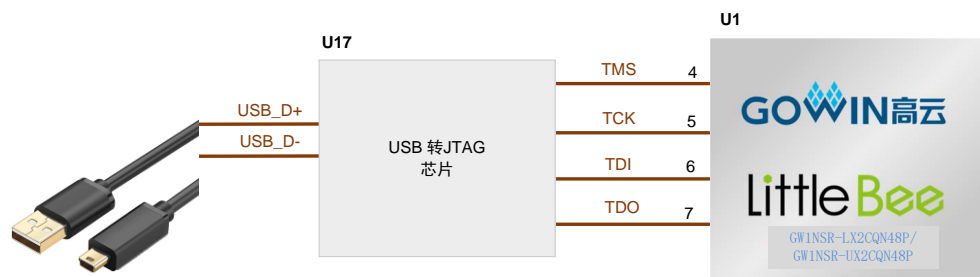 U1
U17
TMS 4
USB_D+
TCK 5
GOWIN高云
USB_D-
USB 转JTAG
芯片
TDI 6
LittleBee
TDO 7
GW1NSR-LX2CQN48P/
GW1NSR-UX2CQN48P